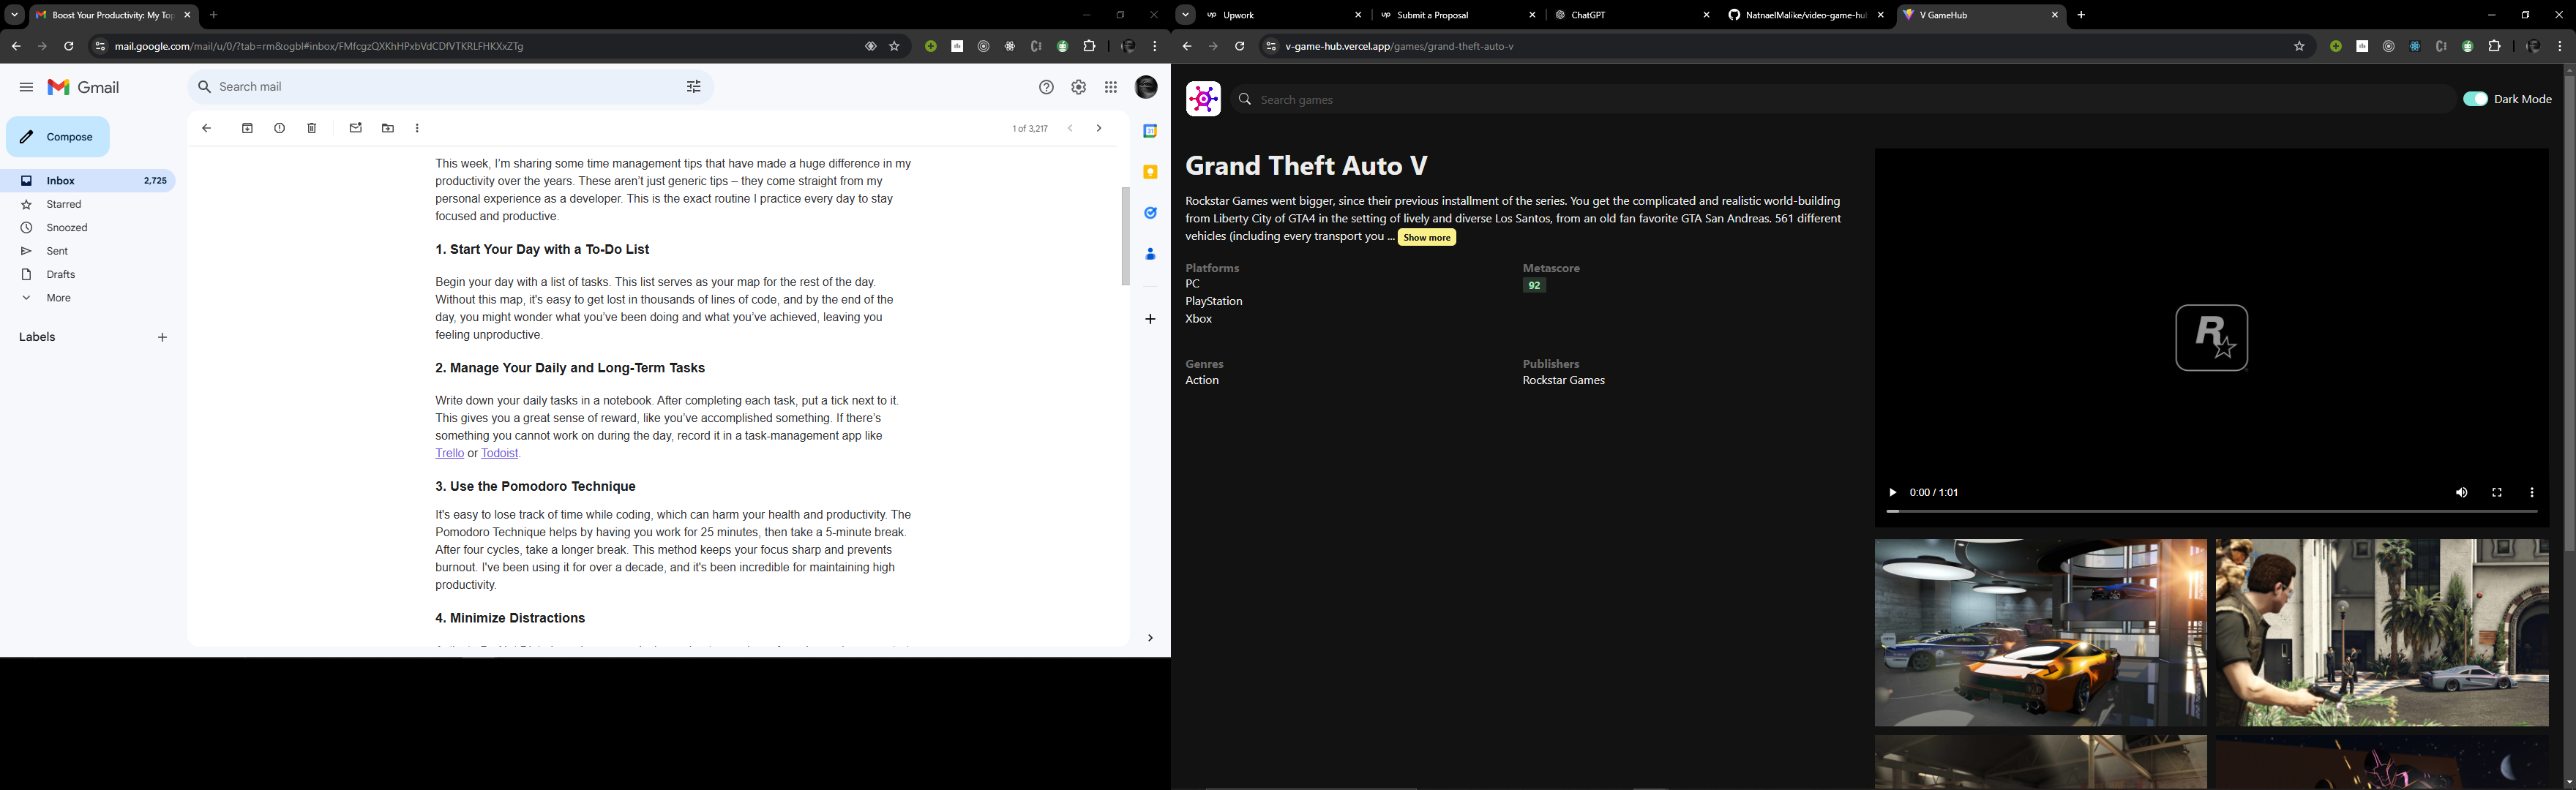 Boost Your Productivity: My Top
mail.google.com/mail/u/0/?tab=rm&ogbl#inbox/FMfcgzQXKhHPxbVdCDfVTKRLFHKXxZTg
Gmail
Search mail
Compose
Inbox 2,725
Starred
Snoozed
Sent
Drafts
More
Labels
1 of 3,217
This week, I'm sharing some time management tips that have made a huge difference in my
productivity over the years. These aren't just generic tips – they come straight from my
personal experience as a developer. This is the exact routine I practice every day to stay
focused and productive.
1. Start Your Day with a To-Do List
Begin your day with a list of tasks. This list serves as your map for the rest of the day.
Without this map, it's easy to get lost in thousands of lines of code, and by the end of the
day, you might wonder what you've been doing and what you've achieved, leaving you
feeling unproductive.
2. Manage Your Daily and Long-Term Tasks
Write down your daily tasks in a notebook. After completing each task, put a tick next to it.
This gives you a great sense of reward, like you've accomplished something. If there's
something you cannot work on during the day, record it in a task-management app like
Trello or Todoist.
3. Use the Pomodoro Technique
It's easy to lose track of time while coding, which can harm your health and productivity. The
Pomodoro Technique helps by having you work for 25 minutes, then take a 5-minute break.
After four cycles, take a longer break. This method keeps your focus sharp and prevents
burnout. I've been using it for over a decade, and it's been incredible for maintaining high
productivity.
4. Minimize Distractions
Upwork
Submit a Proposal
ChatGPT
NatnaelMalike/video-game-hu
V GameHub
v-game-hub.vercel.app/games/grand-theft-auto-v
Search games
Dark Mode
Grand Theft Auto V
Rockstar Games went bigger, since their previous installment of the series. You get the complicated and realistic world-building
from Liberty City of GTA4 in the setting of lively and diverse Los Santos, from an old fan favorite GTA San Andreas. 561 different
vehicles (including every transport you ... Show more
Platforms
PC
PlayStation
Xbox
Metascore
92
Genres
Action
Publishers
Rockstar Games
R
0:00 / 1:01